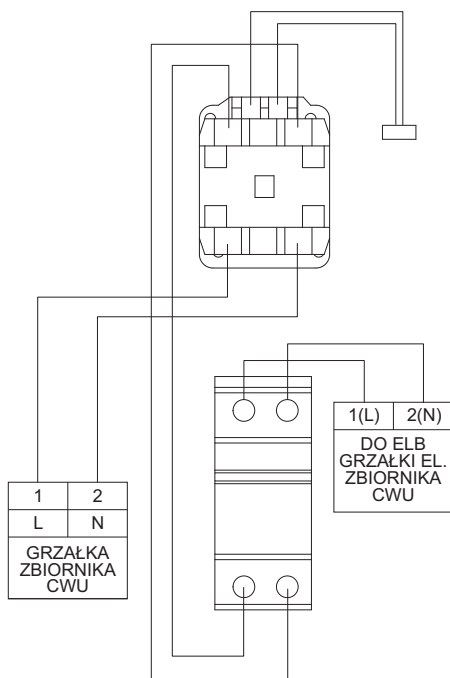 1(L) 2(N)
DO ELB
GRZAŁKI EL.
ZBIORNIKA
CWU
1 2
L N
GRZAŁKA
ZBIORNIKA
CWU